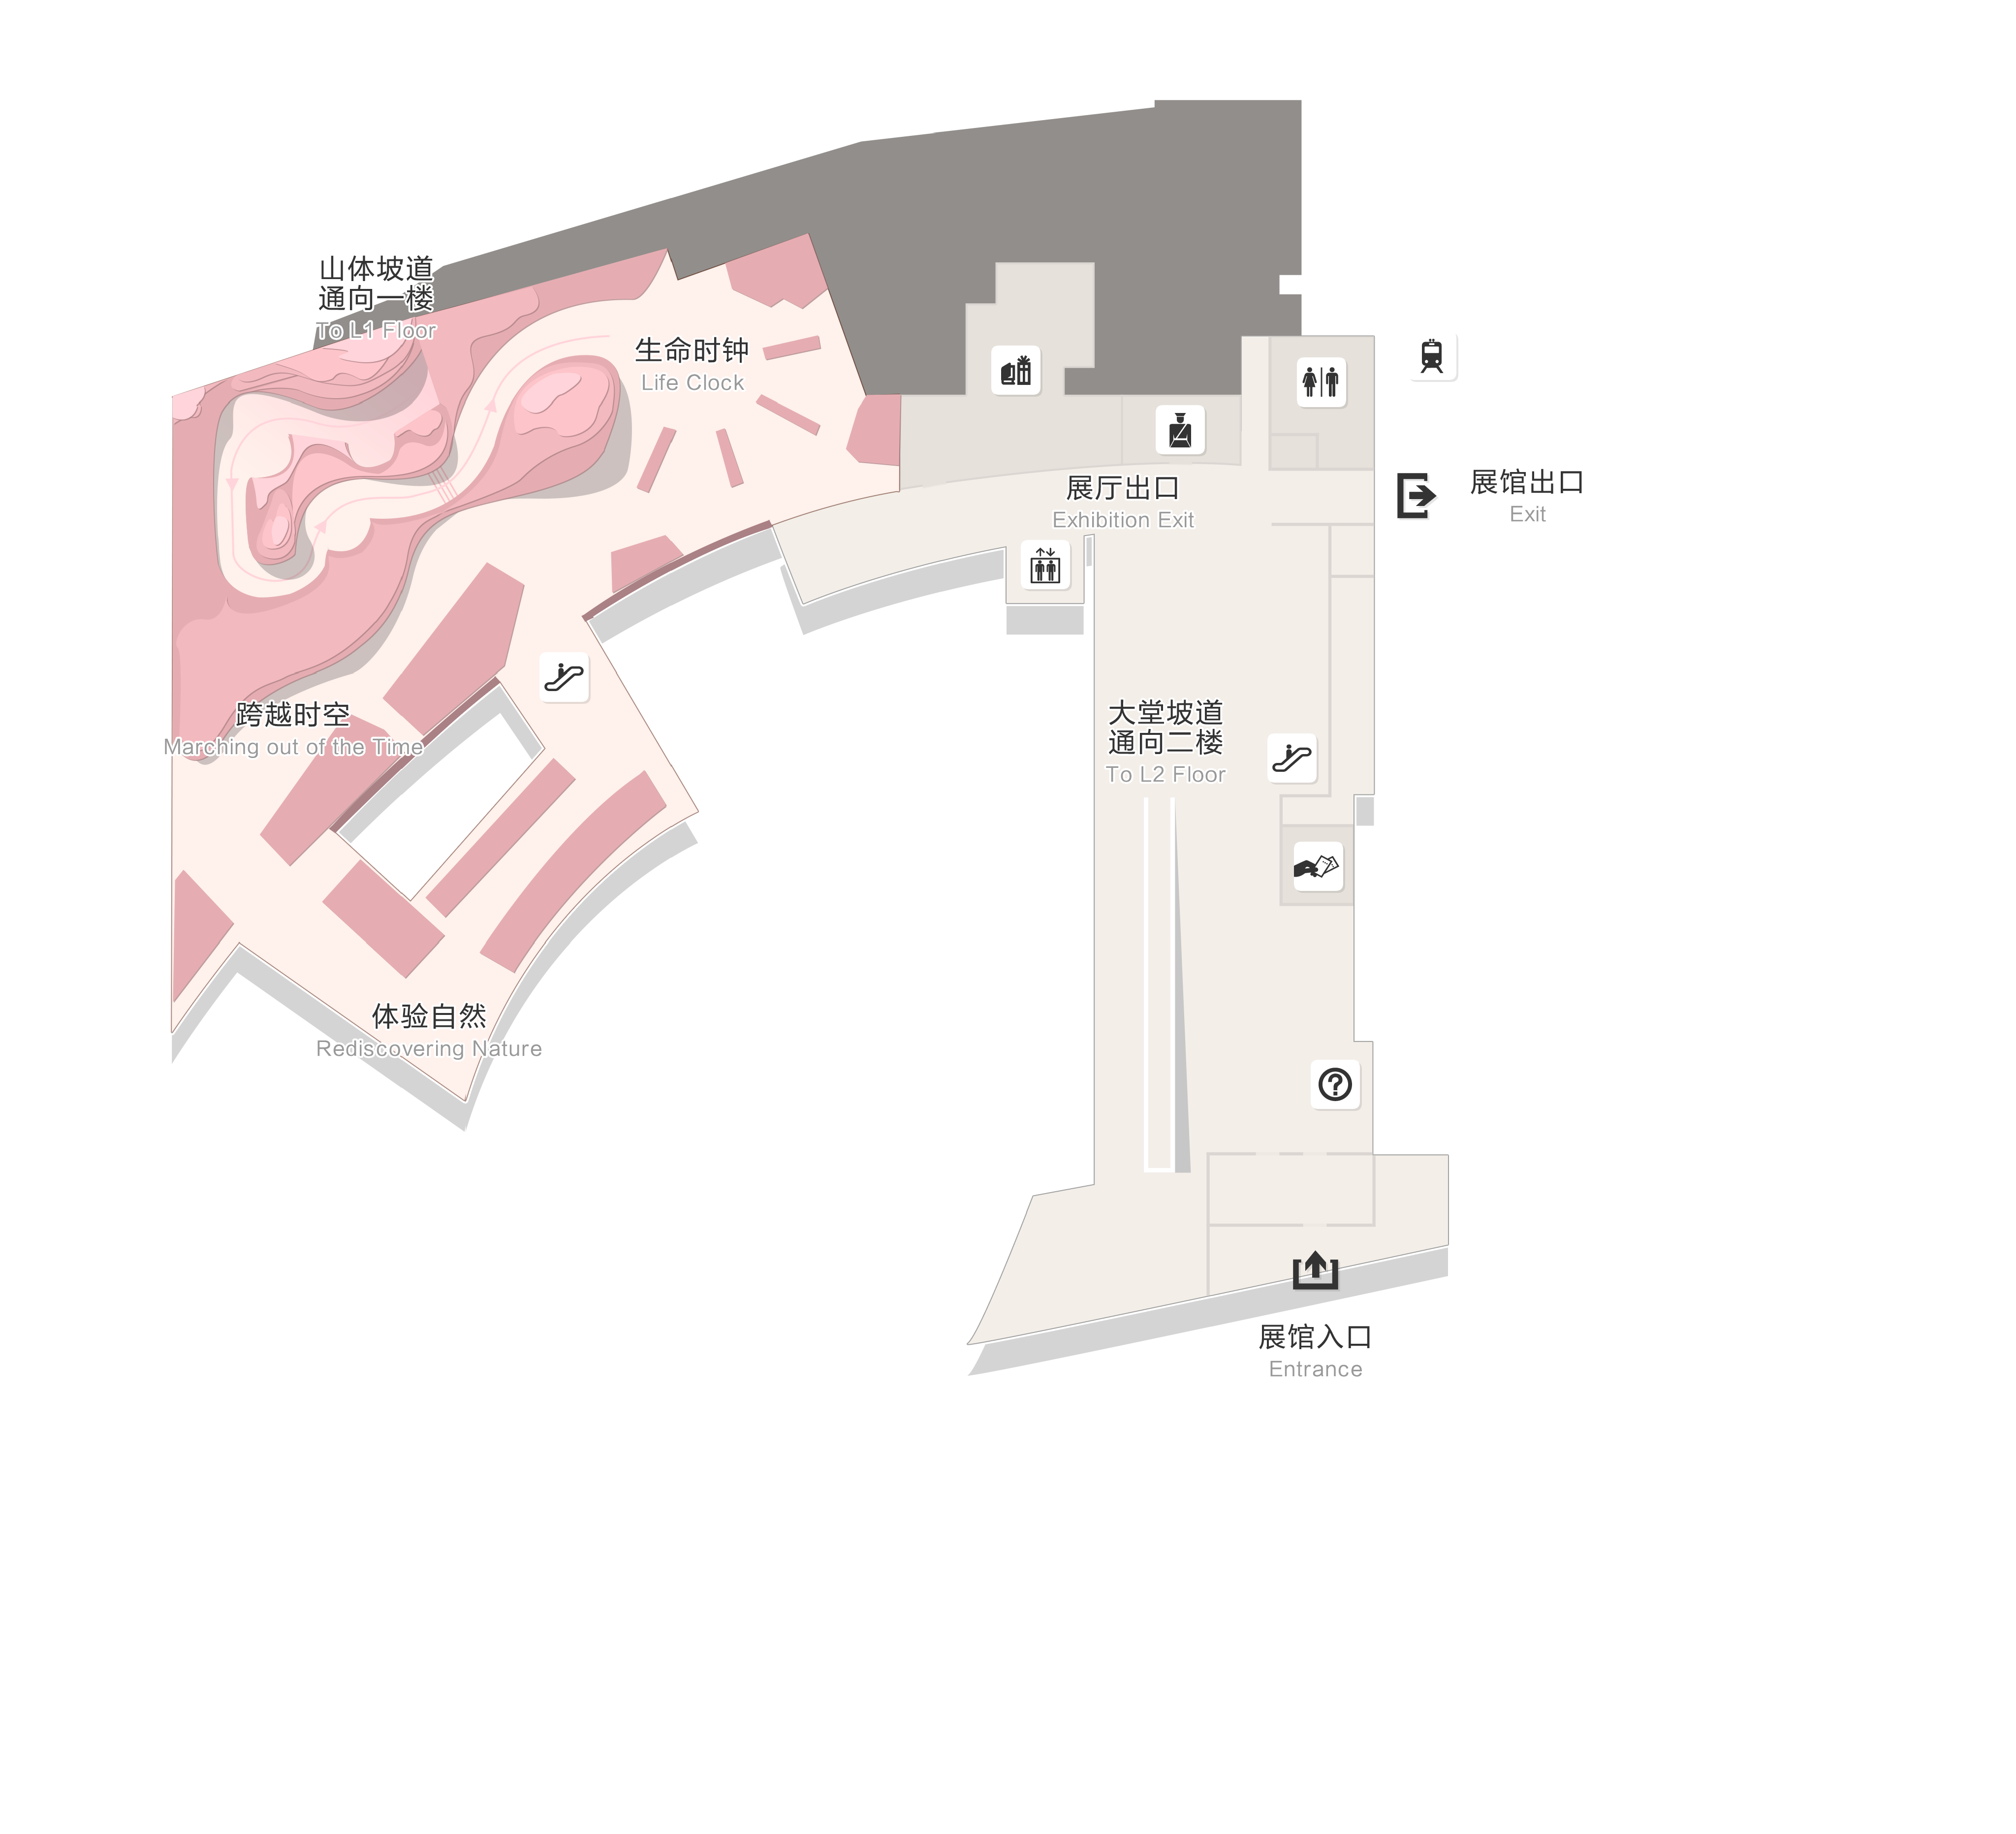 山体坡道
通向一楼
To L1 Floor
生命时钟
Life Clock
展厅出口
Exhibition Exit
展馆出口
Exit
跨越时空
Marching out of the Time
大堂坡道
通向二楼
To L2 Floor
体验自然
Rediscovering Nature
展馆入口
Entrance